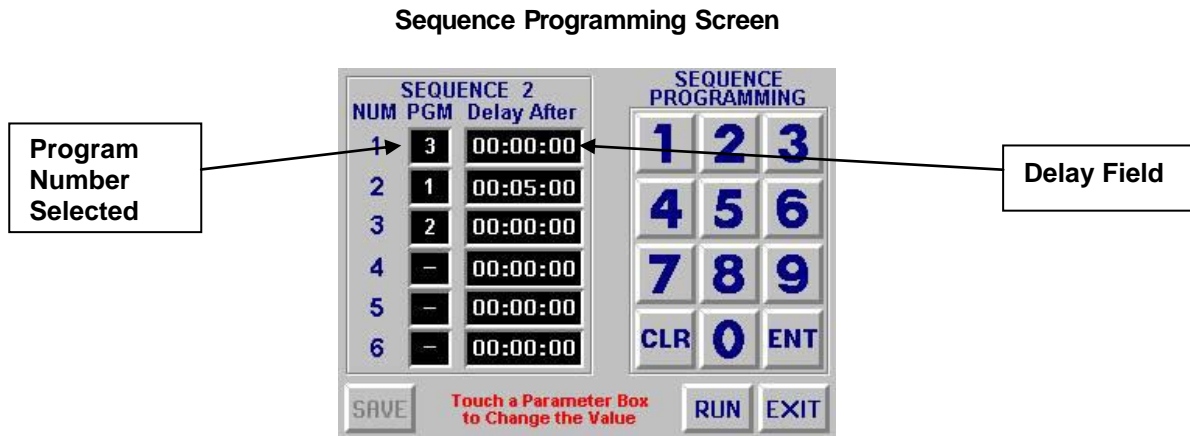 Sequence Programming Screen
SEQUENCE 2
NUM PGM Delay After
1 3 00:00:00
2 1 00:05:00
3 2 00:00:00
4 – 00:00:00
5 – 00:00:00
6 – 00:00:00
SEQUENCE
PROGRAMMING
1 2 3
4 5 6
7 8 9
CLR 0 ENT
SAVE
Touch a Parameter Box
to Change the Value
RUN EXIT
Program
Number
Selected
Delay Field